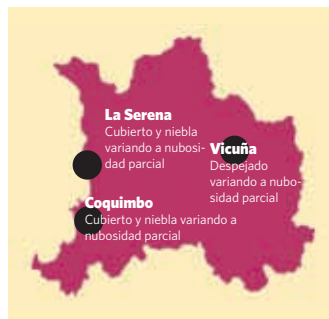 La Serena
Cubierto y niebla
variando a nubosi-
dad parcial
Vicuña
Despejado
variando a nubo-
sidad parcial
Coquimbo
Cubierto y niebla variando a
nubosidad parcial